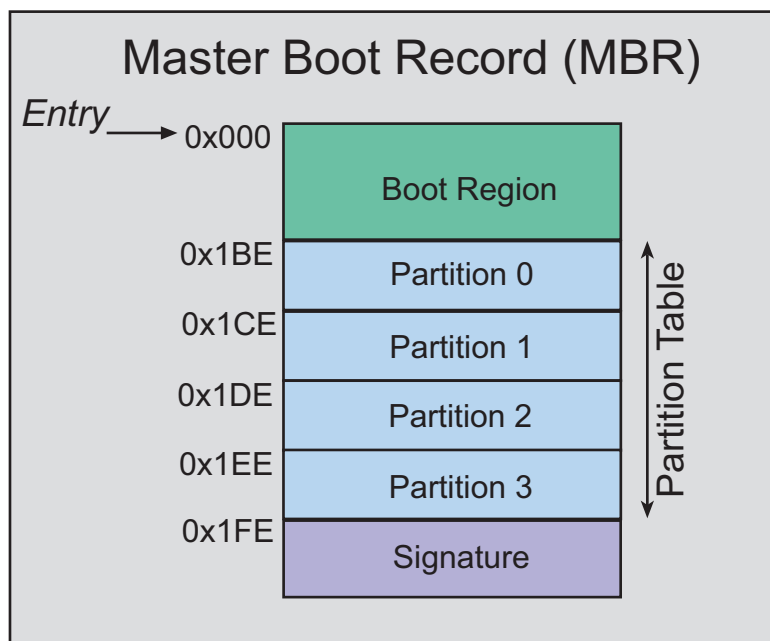 Master Boot Record (MBR)
Entry
0x000
Boot Region
0x1BE
Partition 0
0x1CE
Partition 1
0x1DE
Partition 2
0x1EE
Partition 3
0x1FE
Signature
Partition Table